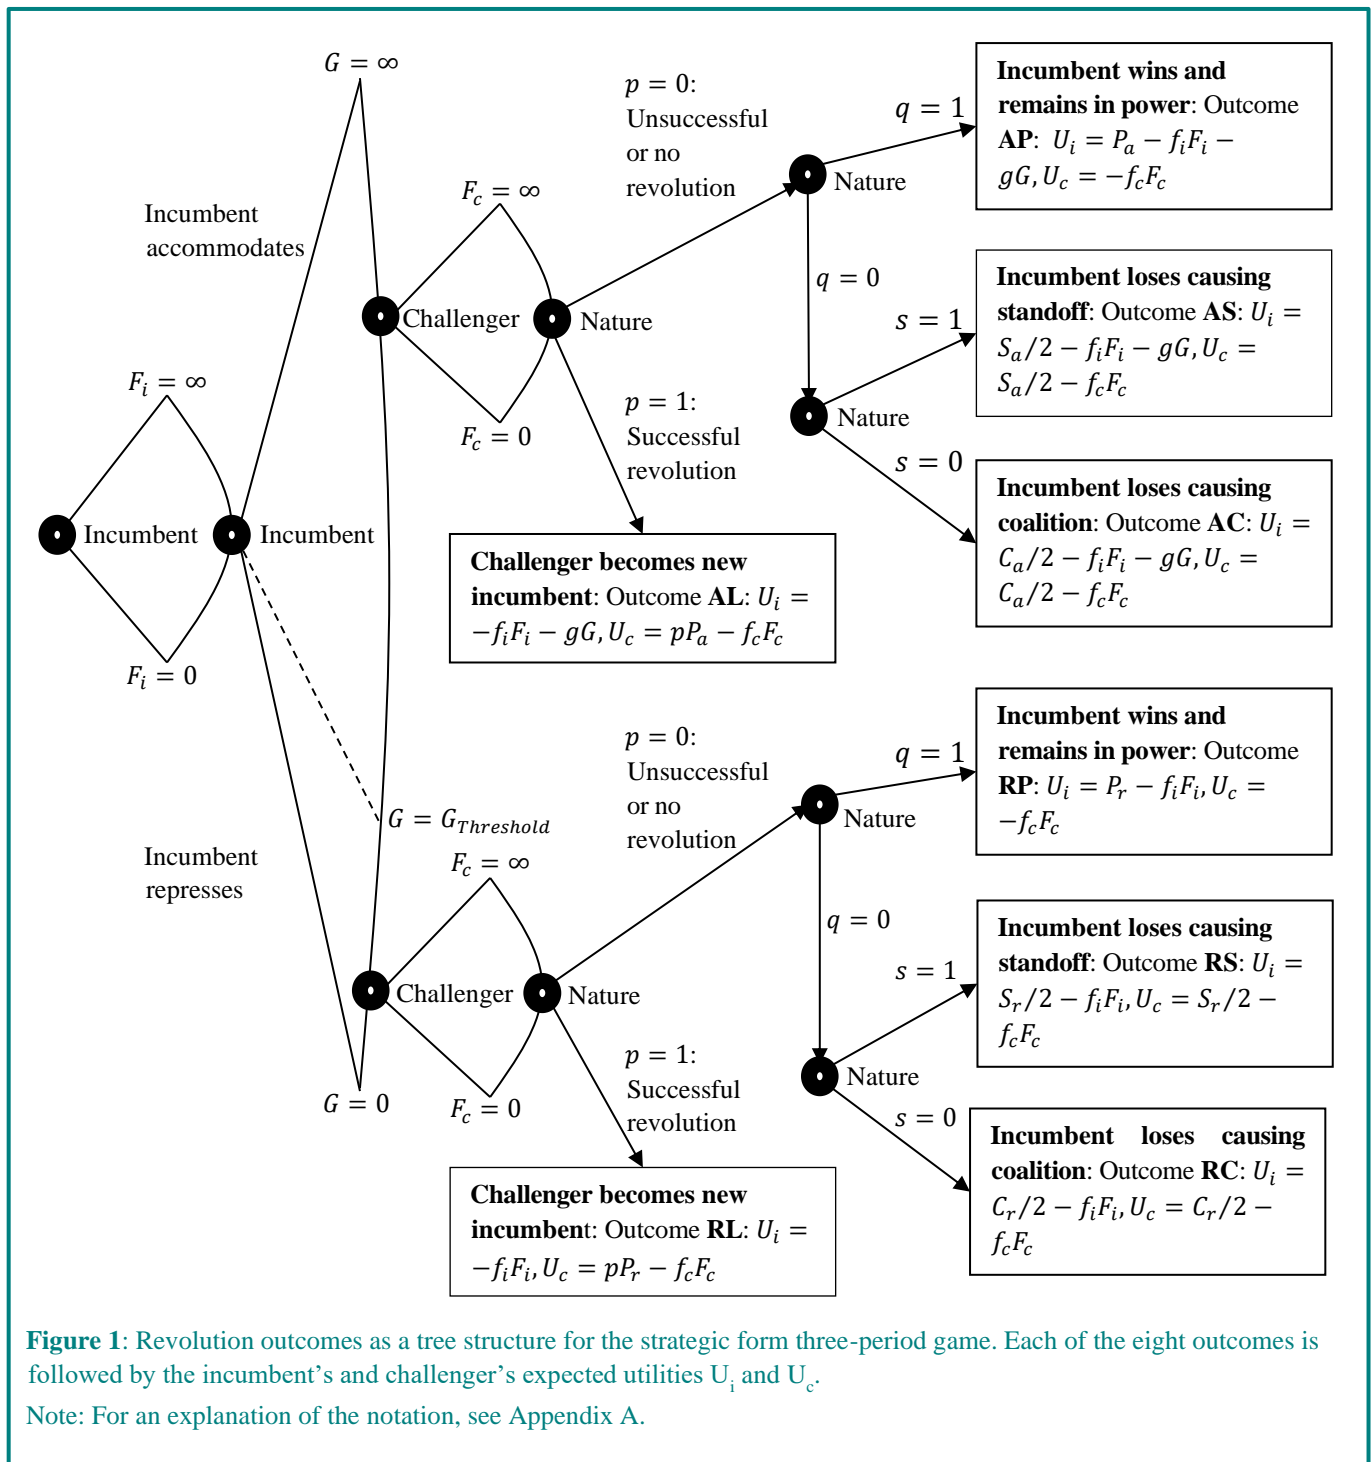 G = ∞
p = 0:
Unsuccessful
or no
revolution
q = 1
Incumbent wins and
remains in power: Outcome
AP: U_i = P_a − f_iF_i −
gG, U_c = −f_cF_c
Nature
F_c = ∞
Incumbent
accommodates
q = 0
Challenger
Nature
s = 1
Incumbent loses causing
standoff: Outcome AS: U_i =
S_a/2 − f_iF_i − gG, U_c =
S_a/2 − f_cF_c
F_i = ∞
p = 1:
Successful
revolution
F_c = 0
Nature
s = 0
Incumbent loses causing
coalition: Outcome AC: U_i =
C_a/2 − f_iF_i − gG, U_c =
C_a/2 − f_cF_c
Incumbent
Incumbent
Challenger becomes new
incumbent: Outcome AL: U_i =
−f_iF_i − gG, U_c = pP_a − f_cF_c
F_i = 0
p = 0:
Unsuccessful
or no
revolution
q = 1
Incumbent wins and
remains in power: Outcome
RP: U_i = P_r − f_iF_i, U_c =
−f_cF_c
Nature
G = G_Threshold
Incumbent
represses
F_c = ∞
q = 0
Challenger
Nature
s = 1
Incumbent loses causing
standoff: Outcome RS: U_i =
S_r/2 − f_iF_i, U_c = S_r/2 −
f_cF_c
p = 1:
Successful
revolution
Nature
G = 0
F_c = 0
s = 0
Incumbent loses causing
coalition: Outcome RC: U_i =
C_r/2 − f_iF_i, U_c = C_r/2 −
f_cF_c
Challenger becomes new
incumbent: Outcome RL: U_i =
−f_iF_i, U_c = pP_r − f_cF_c
Figure 1: Revolution outcomes as a tree structure for the strategic form three-period game. Each of the eight outcomes is
followed by the incumbent's and challenger's expected utilities U_i and U_c.
Note: For an explanation of the notation, see Appendix A.